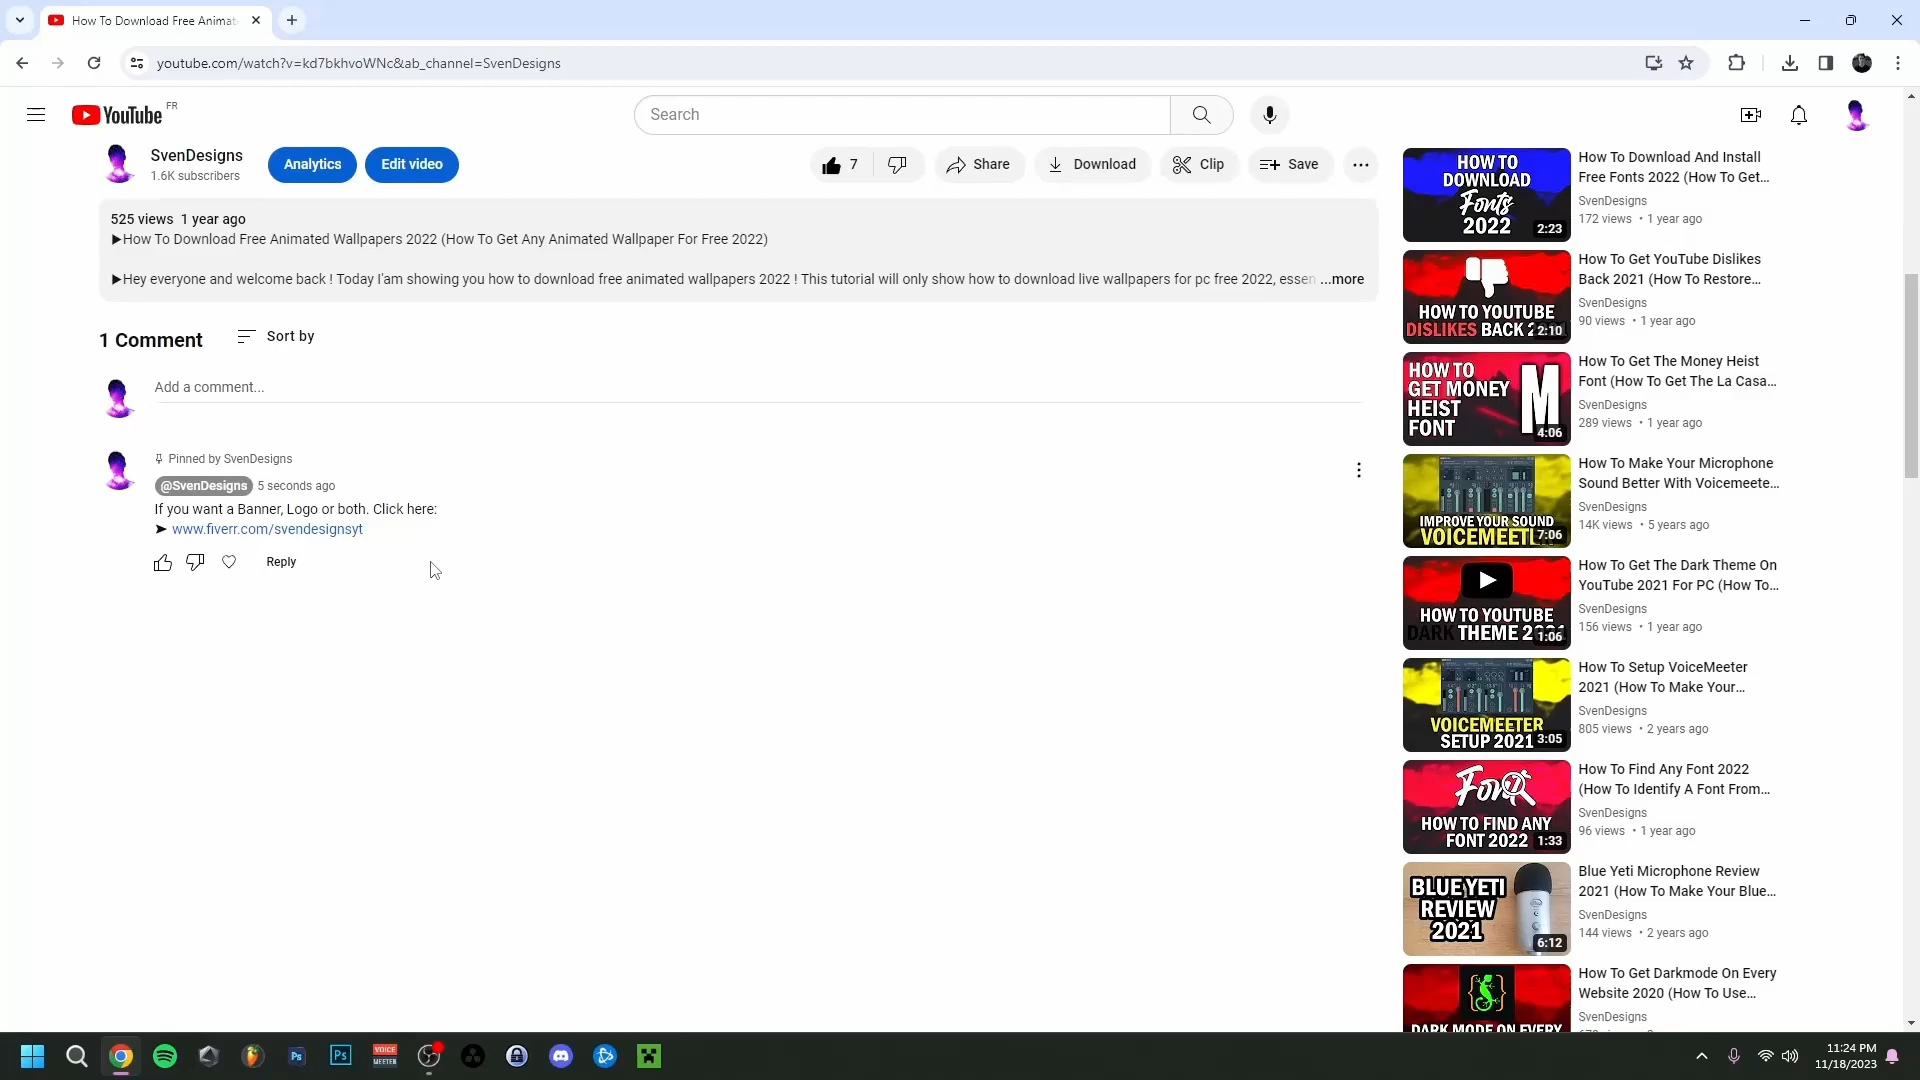 How To Download Free Animat
youtube.com/watch?v=kd7bkhvoWNc&ab_channel=SvenDesigns
YouTube FR
Search
SvenDesigns
1.6K subscribers
Analytics
Edit video
7
Share
Download
Clip
Save
525 views 1 year ago
▶How To Download Free Animated Wallpapers 2022 (How To Get Any Animated Wallpaper For Free 2022)
▶Hey everyone and welcome back ! Today I'am showing you how to download free animated wallpapers 2022 ! This tutorial will only show how to download live wallpapers for pc free 2022, essen ...more
1 Comment
Sort by
Add a comment...
Pinned by SvenDesigns
@SvenDesigns 5 seconds ago
If you want a Banner, Logo or both. Click here:
➤ www.fiverr.com/svendesignsyt
Reply
HOW TO
DOWNLOAD
Fonts
2022
2:23
How To Download And Install
Free Fonts 2022 (How To Get...
SvenDesigns
172 views • 1 year ago
HOW TO YOUTUBE
DISLIKES BACK 2
2:10
How To Get YouTube Dislikes
Back 2021 (How To Restore...
SvenDesigns
90 views • 1 year ago
HOW TO
GET MONEY
HEIST
FONT
M
4:06
How To Get The Money Heist
Font (How To Get The La Casa...
SvenDesigns
289 views • 1 year ago
IMPROVE YOUR SOUND
VOICEMEET
7:06
How To Make Your Microphone
Sound Better With Voicemeete...
SvenDesigns
14K views • 5 years ago
HOW TO YOUTUBE
DARK THEME 2021
1:06
How To Get The Dark Theme On
YouTube 2021 For PC (How To...
SvenDesigns
156 views • 1 year ago
VOICEMEETER
SETUP 2021
3:05
How To Setup VoiceMeeter
2021 (How To Make Your...
SvenDesigns
805 views • 2 years ago
Font
HOW TO FIND ANY
FONT 2022
1:33
How To Find Any Font 2022
(How To Identify A Font From...
SvenDesigns
96 views • 1 year ago
BLUE YETI
REVIEW
2021
6:12
Blue Yeti Microphone Review
2021 (How To Make Your Blue...
SvenDesigns
144 views • 2 years ago
DARK MODE ON EVERY
How To Get Darkmode On Every
Website 2020 (How To Use...
SvenDesigns
Ps
Ps
VOICE
MEETER
11:24 PM
11/18/2023